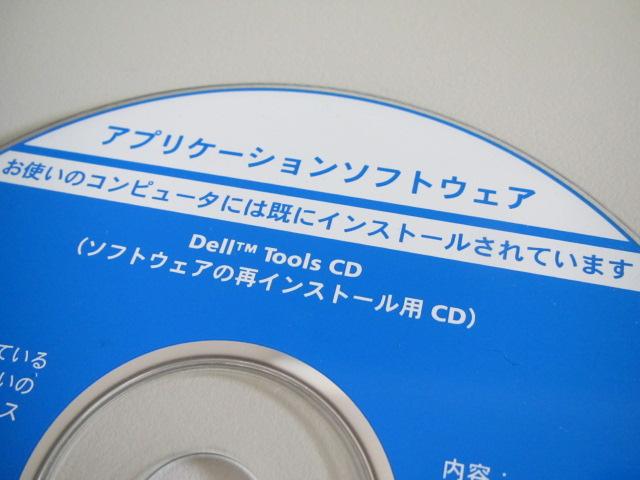 アプリケーションソフトウェア
お使いのコンピュータには既にインストールされています
Dell™ Tools CD
(ソフトウェアの再インストール用 CD)
ている
いの
ス
内容: